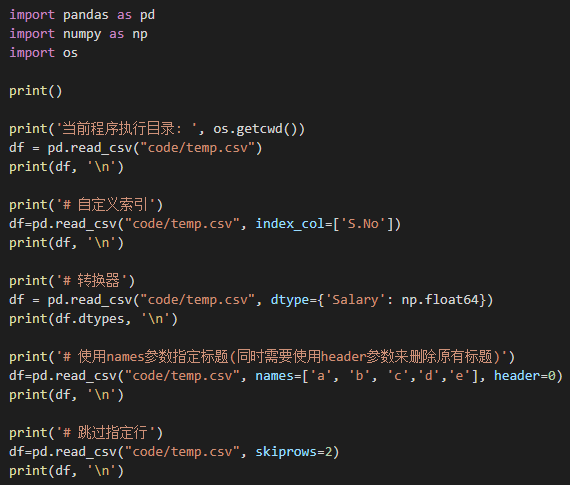 import pandas as pd
import numpy as np
import os
print()
print('当前程序执行目录: ', os.getcwd())
df = pd.read_csv("code/temp.csv")
print(df, '\n')
print('# 自定义索引')
df=pd.read_csv("code/temp.csv", index_col=['S.No'])
print(df, '\n')
print('# 转换器')
df = pd.read_csv("code/temp.csv", dtype={'Salary': np.float64})
print(df.dtypes, '\n')
print('# 使用names参数指定标题(同时需要使用header参数来删除原有标题)')
df=pd.read_csv("code/temp.csv", names=['a', 'b', 'c','d','e'], header=0)
print(df, '\n')
print('# 跳过指定行')
df=pd.read_csv("code/temp.csv", skiprows=2)
print(df, '\n')